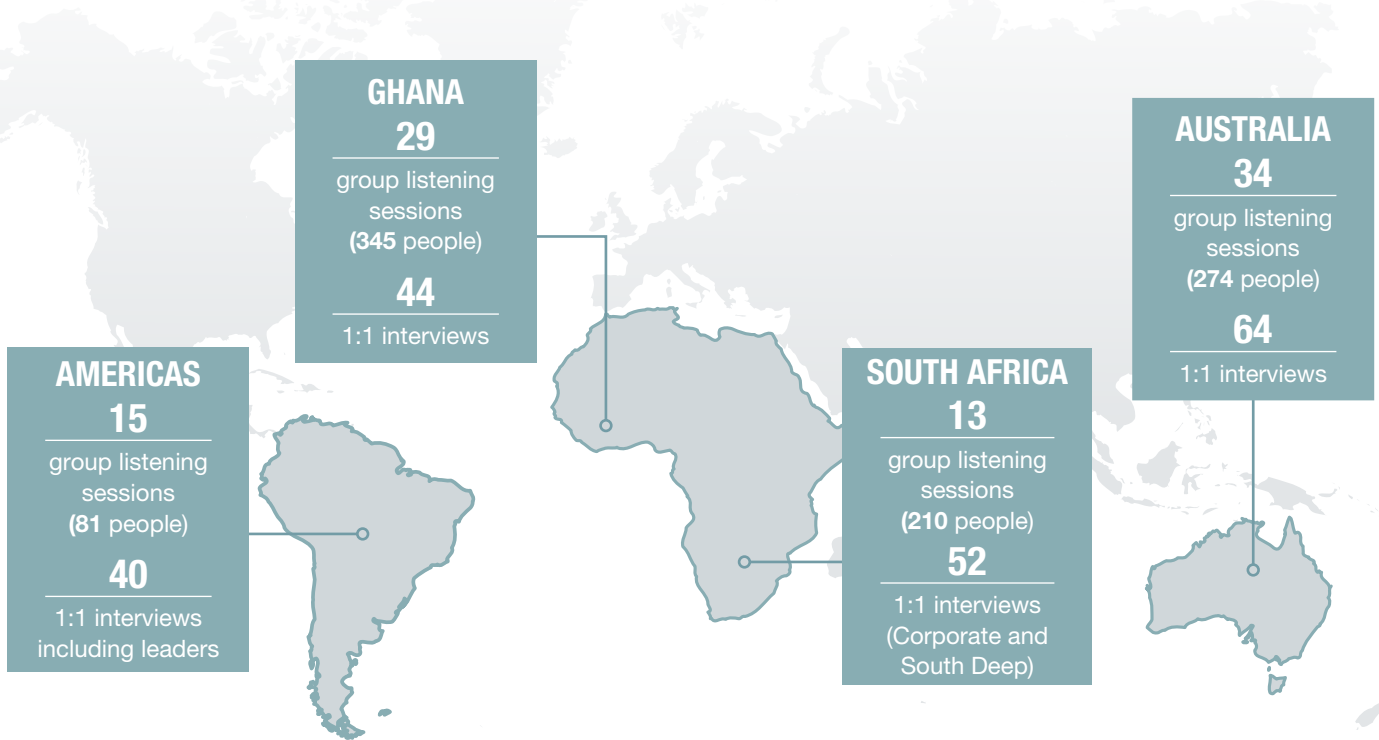 GHANA
29
group listening
sessions
(345 people)
44
1:1 interviews
AUSTRALIA
34
group listening
sessions
(274 people)
64
1:1 interviews
AMERICAS
15
group listening
sessions
(81 people)
40
1:1 interviews
including leaders
SOUTH AFRICA
13
group listening
sessions
(210 people)
52
1:1 interviews
(Corporate and
South Deep)